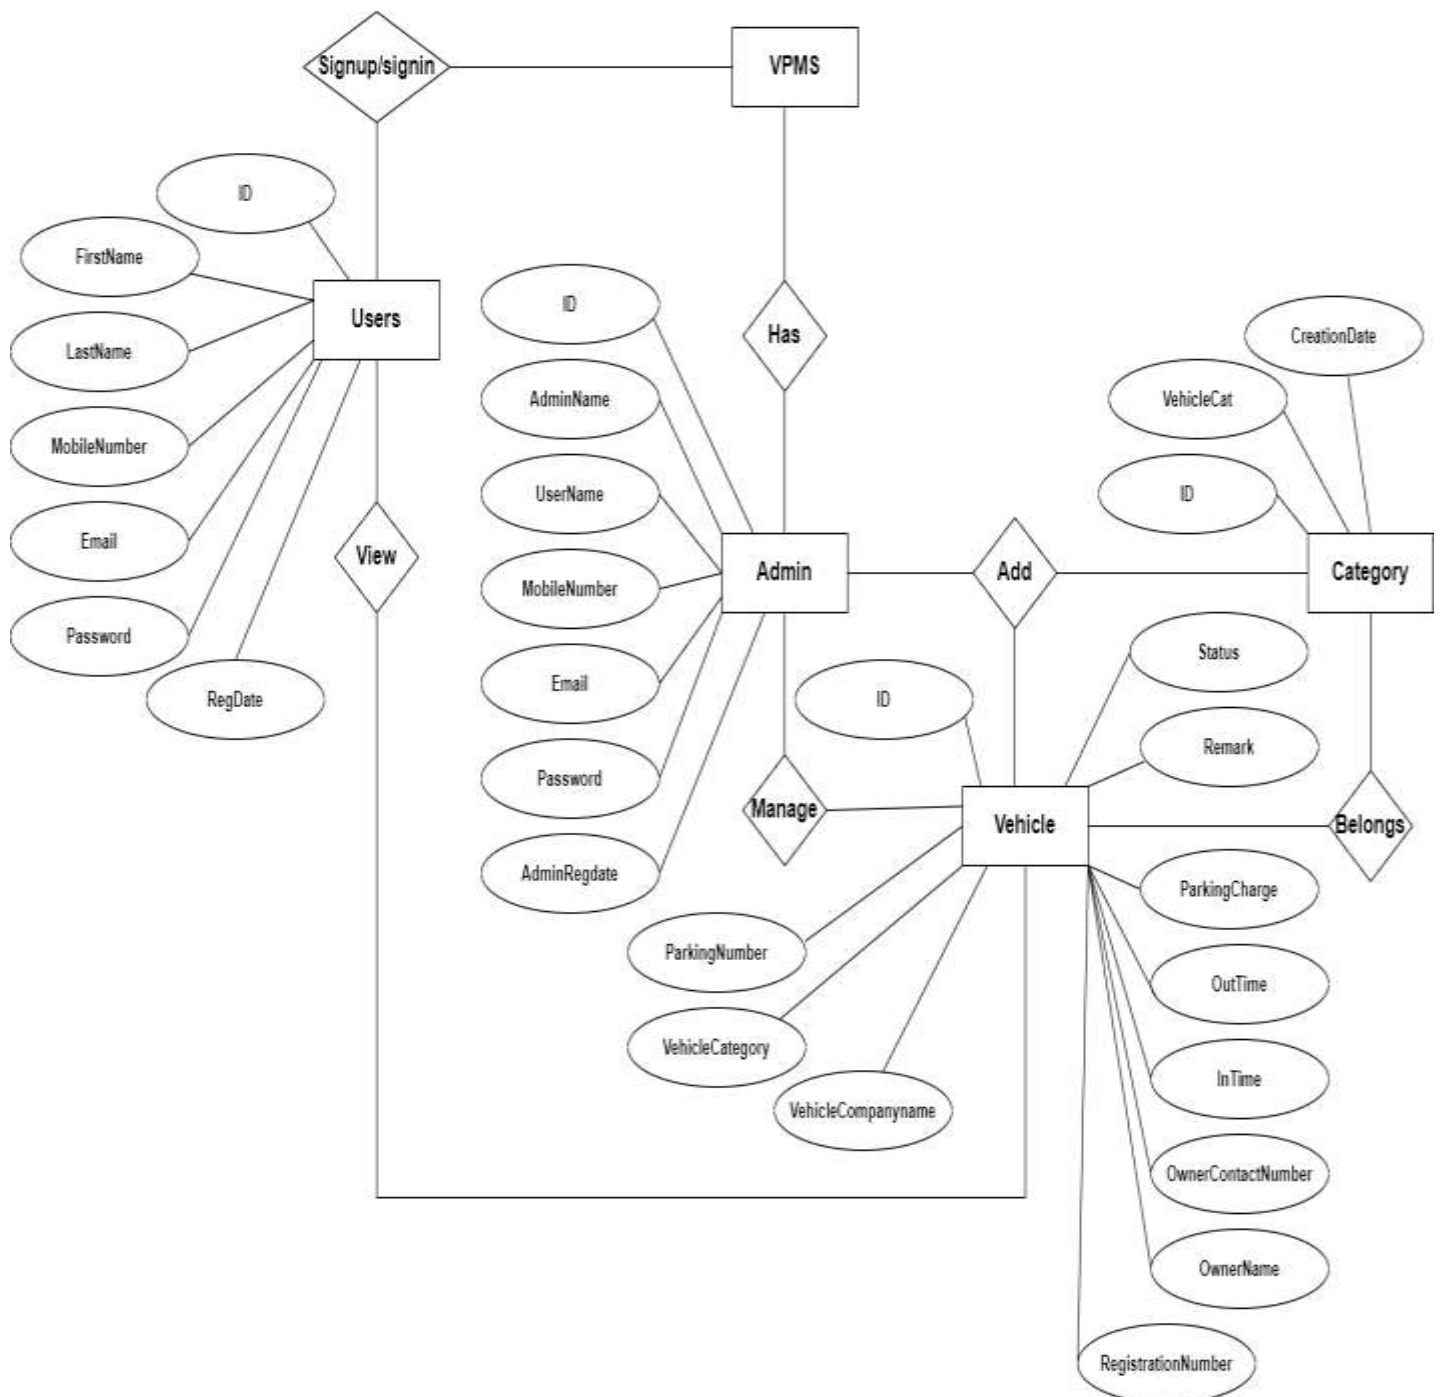 Signup/signin
VPMS
ID
FirstName
Users
LastName
MobileNumber
Email
Password
RegDate
View
ID
AdminName
UserName
MobileNumber
Email
Password
AdminRegdate
Has
Admin
Add
Manage
CreationDate
VehicleCat
ID
Category
Status
ID
Remark
Vehicle
Belongs
ParkingCharge
ParkingNumber
OutTime
VehicleCategory
InTime
VehicleCompanyname
OwnerContactNumber
OwnerName
RegistrationNumber